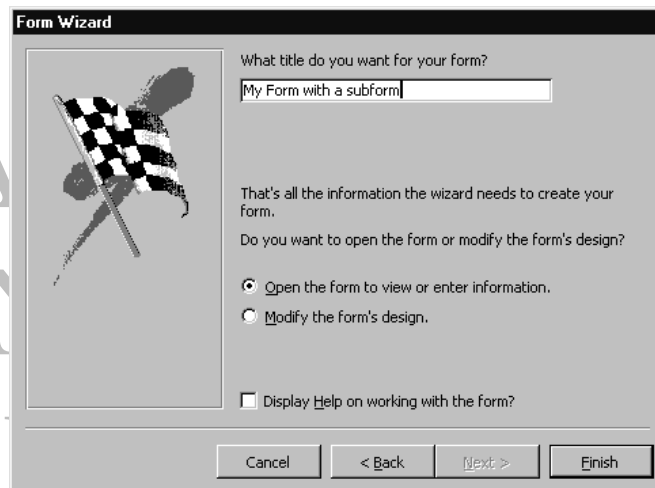 Form Wizard
What title do you want for your form?
My Form with a subform
That's all the information the wizard needs to create your
form.
Do you want to open the form or modify the form's design?
Open the form to view or enter information.
Modify the form's design.
Display Help on working with the form?
Cancel
< Back
Next >
Finish